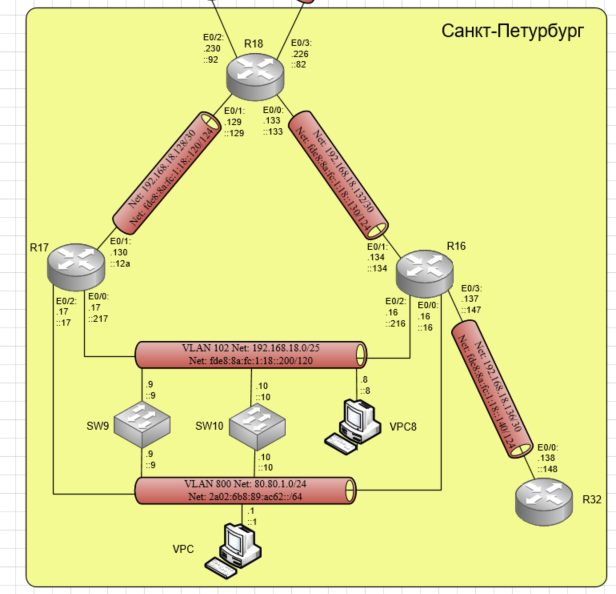 Санкт-Петербург
R18
E0/2:
.230
::92
E0/3:
.226
::82
E0/1:
.129
::129
E0/0:
.133
::133
Net: 192.168.18.128/30
Net: fde8:8a:fc:1:18::120/124
Net: 192.168.18.132/30
Net: fde8:8a:fc:1:18::130/124
R17
E0/1:
.130
::12a
E0/1:
.134
::134
R16
E0/2:
.17
::17
E0/0:
.17
::217
E0/2:
.16
::216
E0/0:
.16
::16
E0/3:
.137
::147
VLAN 102 Net: 192.168.18.0/25
Net: fde8:8a:fc:1:18::200/120
Net: 192.168.18.136/30
Net: fde8:8a:fc:1:18::140/124
.9
::9
.10
::10
.8
::8
SW9
SW10
VPC8
.9
::9
.10
::10
E0/0:
.138
::148
VLAN 800 Net: 80.80.1.0/24
Net: 2a02:6b8:89:ac62::/64
R32
.1
::1
VPC